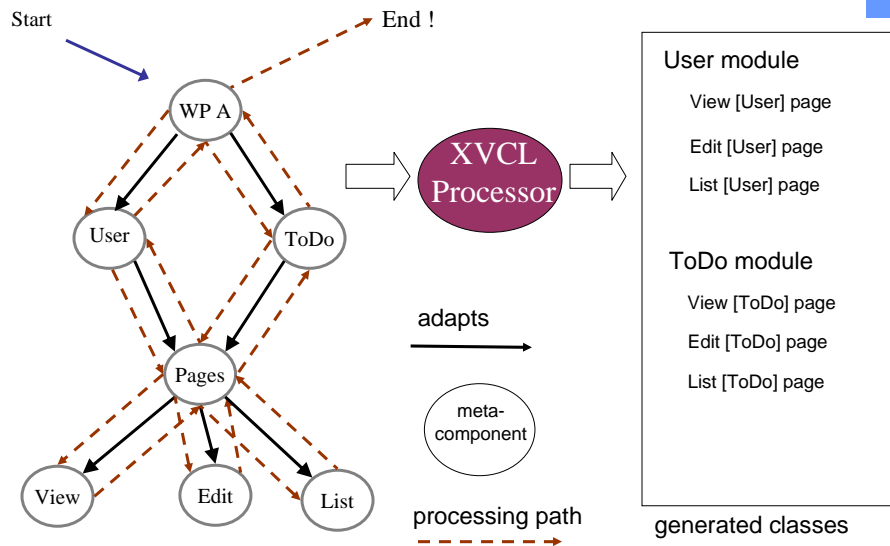 Start
End !
WP A
User
ToDo
Pages
View
Edit
List
XVCL
Processor
adapts
meta-
component
processing path
User module
View [User] page
Edit [User] page
List [User] page
ToDo module
View [ToDo] page
Edit [ToDo] page
List [ToDo] page
generated classes